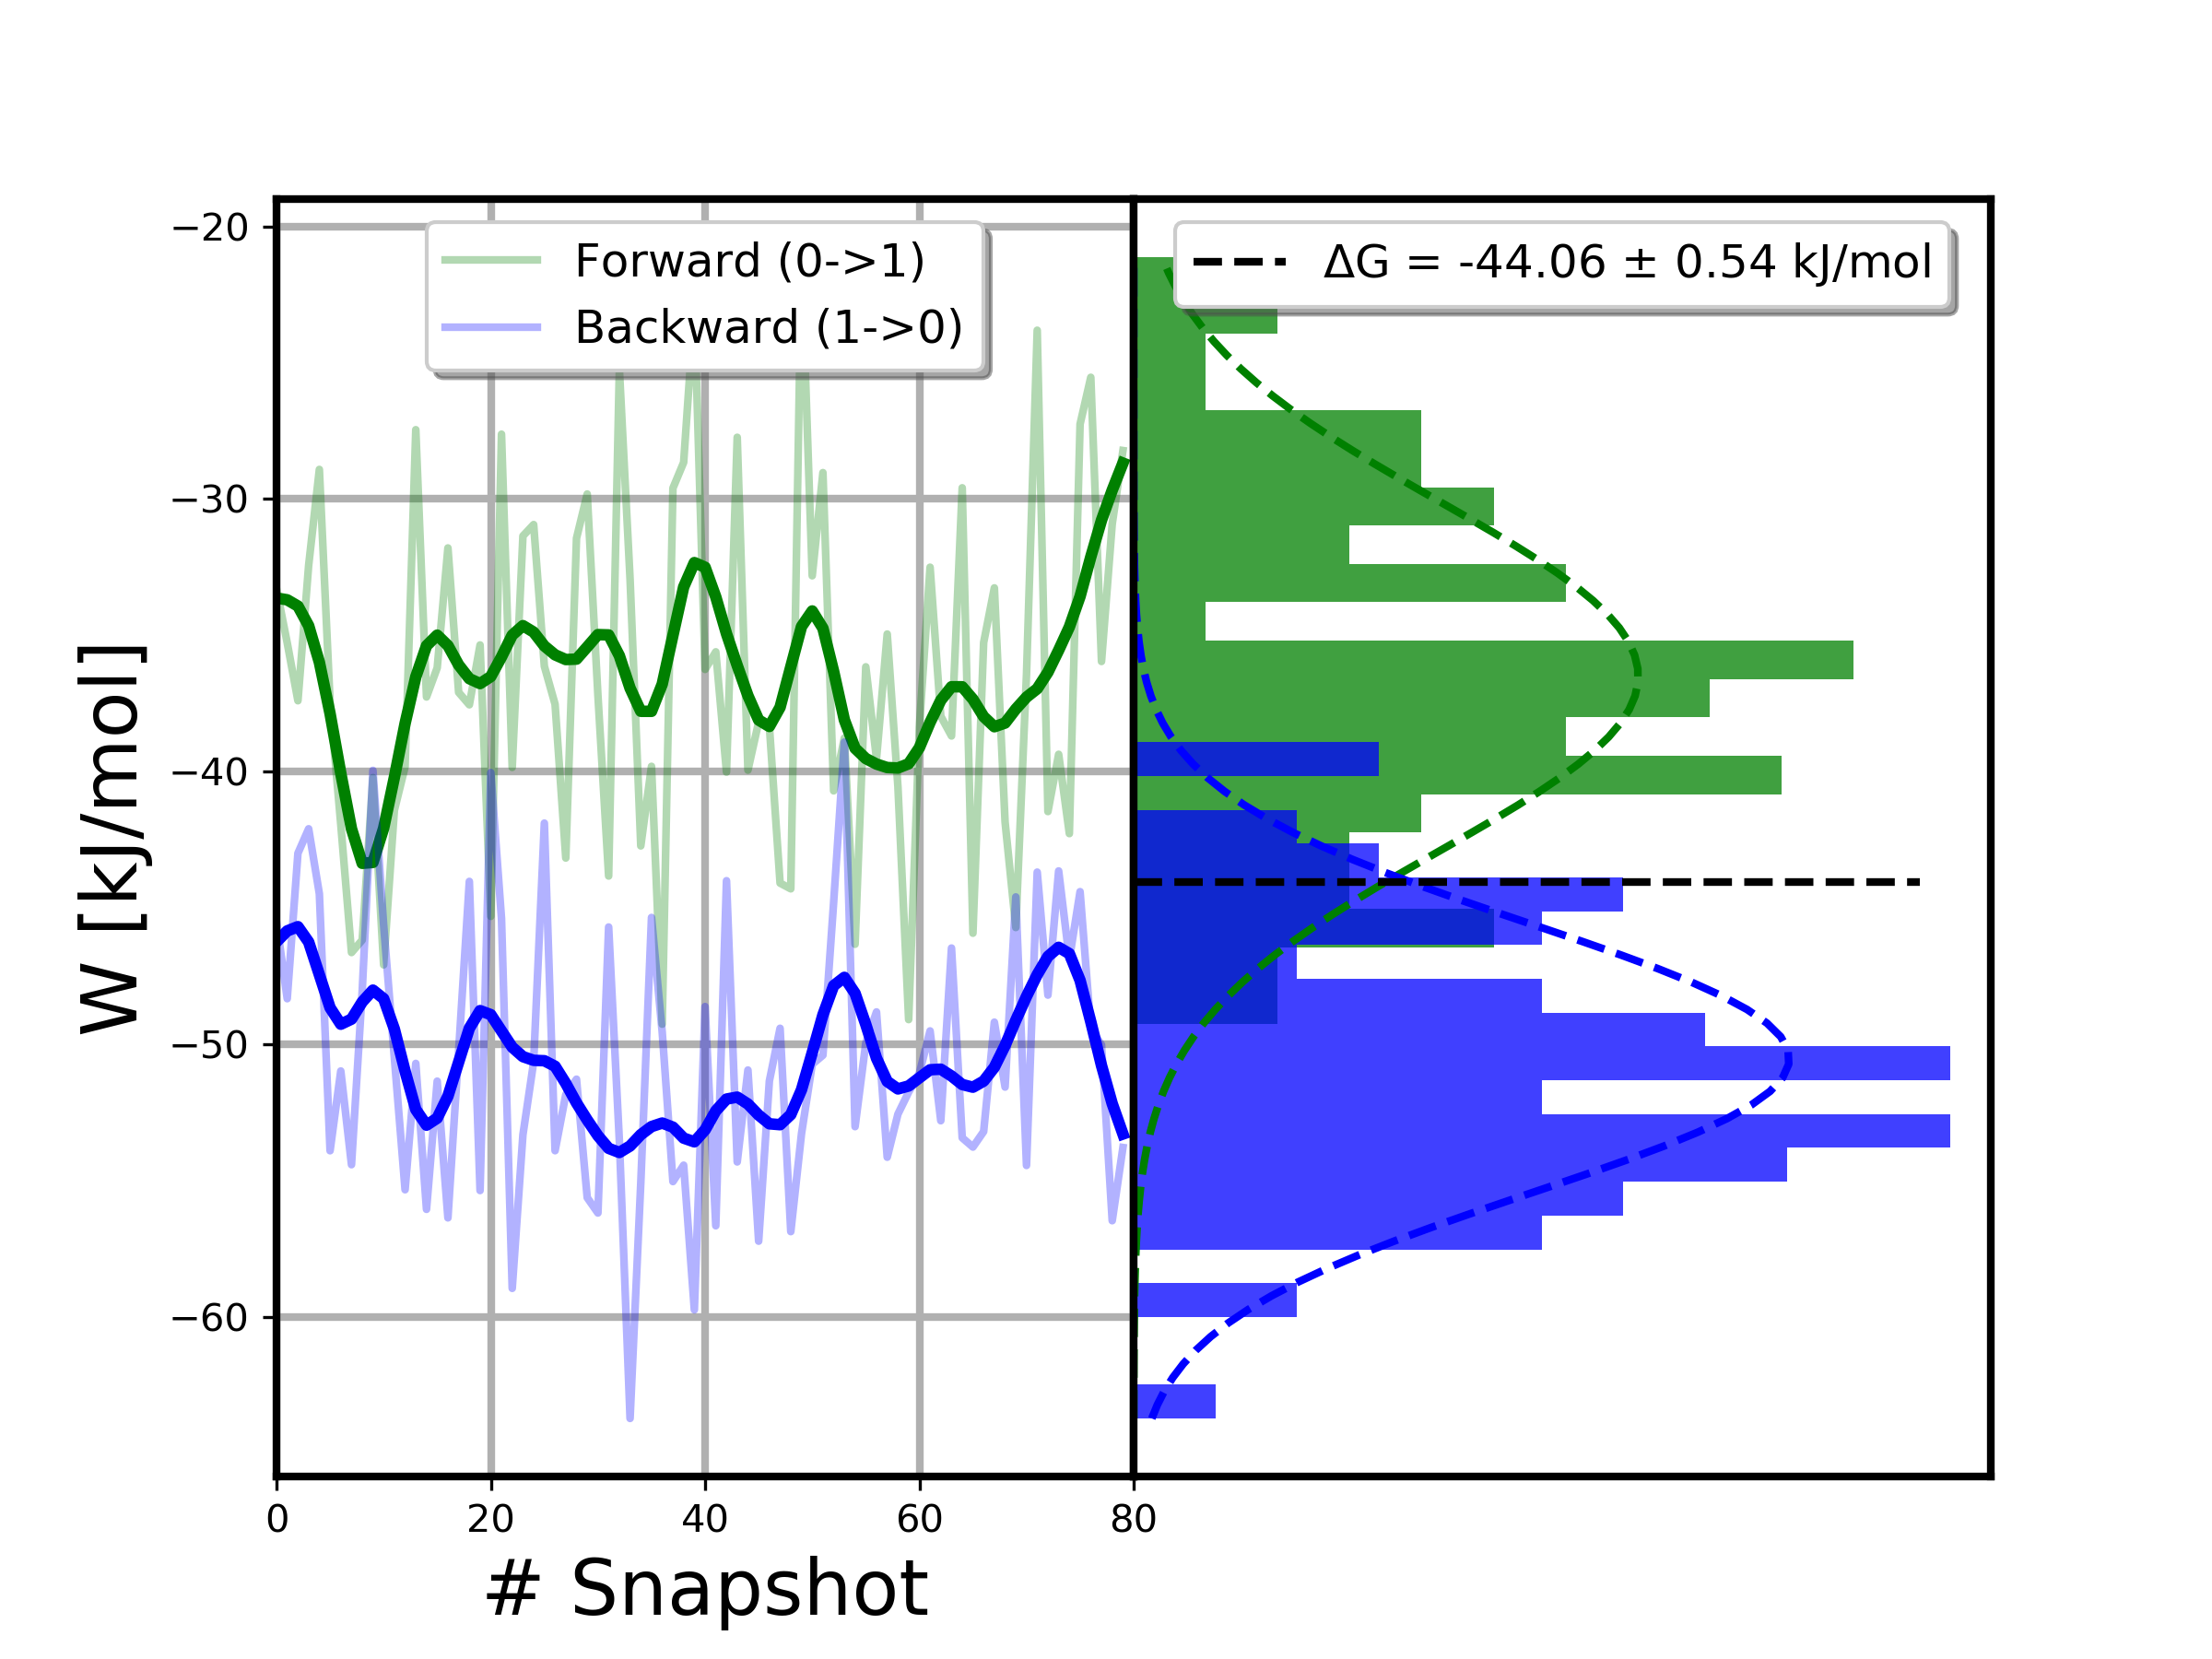 Forward (0->1)
Backward (1->0)
ΔG = -44.06 ± 0.54 kJ/mol
W [kJ/mol]
−20
−30
−40
−50
−60
0 20 40 60 80
# Snapshot